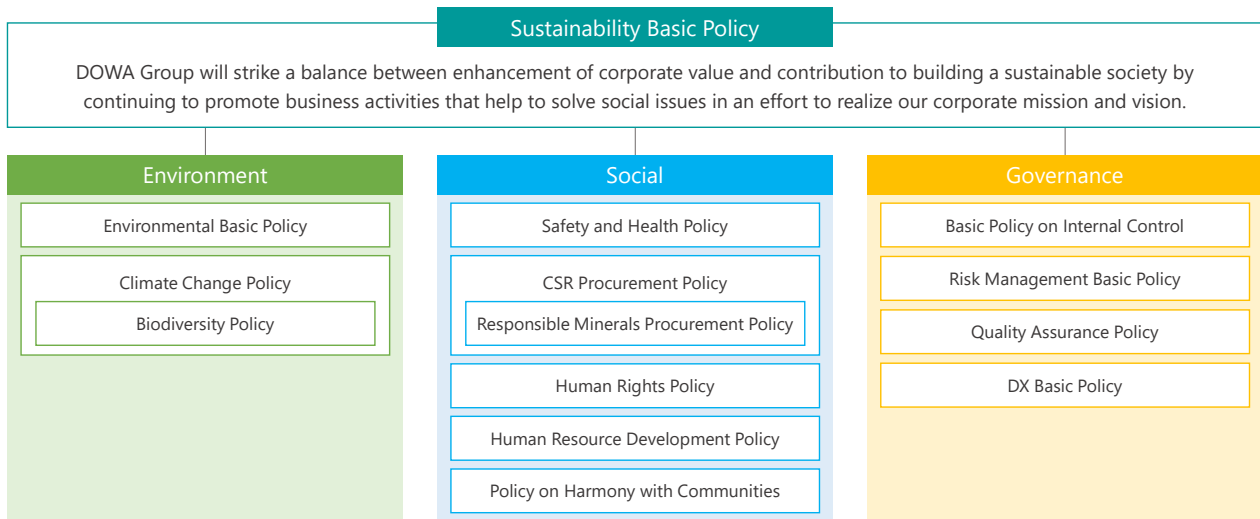 Sustainability Basic Policy
DOWA Group will strike a balance between enhancement of corporate value and contribution to building a sustainable society by
continuing to promote business activities that help to solve social issues in an effort to realize our corporate mission and vision.
Environment
Environmental Basic Policy
Climate Change Policy
Biodiversity Policy
Social
Safety and Health Policy
CSR Procurement Policy
Responsible Minerals Procurement Policy
Human Rights Policy
Human Resource Development Policy
Policy on Harmony with Communities
Governance
Basic Policy on Internal Control
Risk Management Basic Policy
Quality Assurance Policy
DX Basic Policy